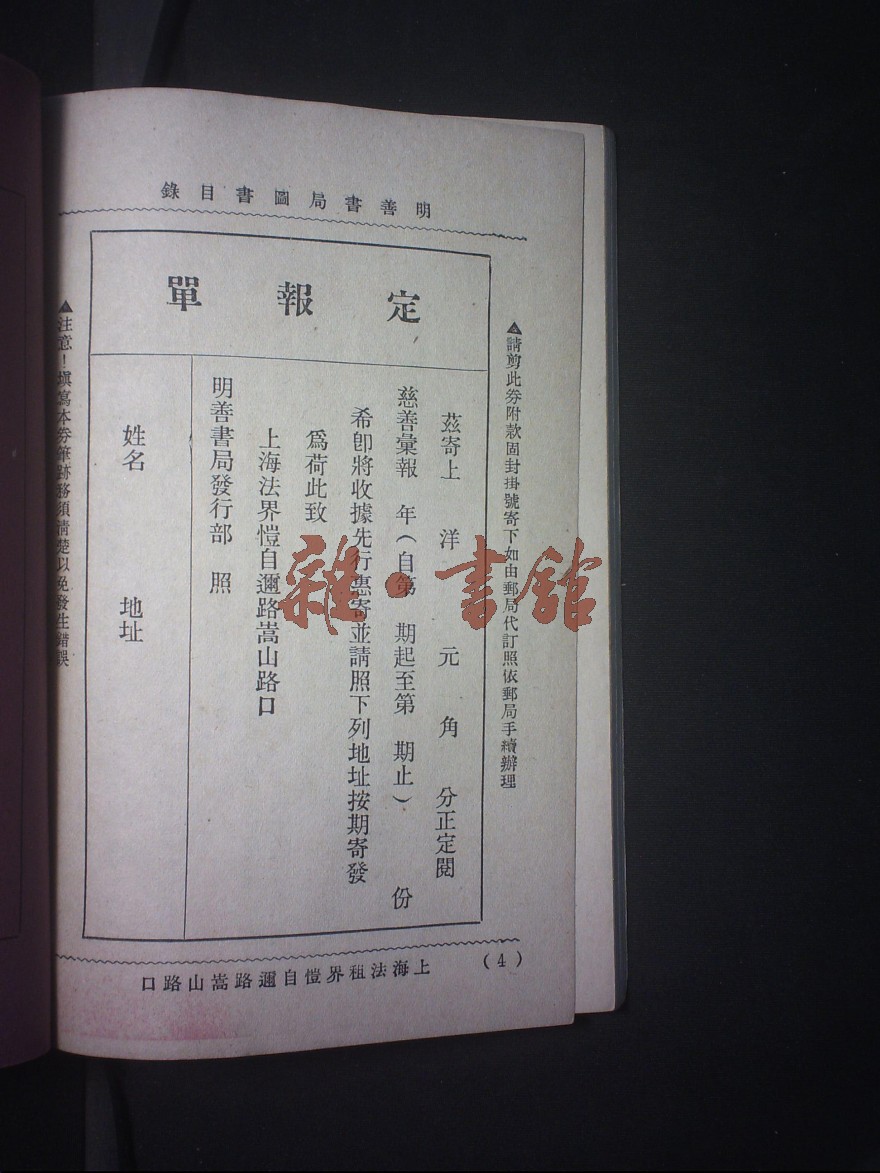 明善書局圖書目錄
▲請剪此券附款固封掛號寄下如由郵局代訂照依郵局手續辦理
定報單
茲寄上 洋 元 角 分正定閱
慈善彙報 年(自第 期起至第 期止) 份
希卽將收據先行惠寄並請照下列地址按期寄發
爲荷此致
上海法界愷自邇路嵩山路口
明善書局發行部 照
姓名 地址
▲注意!塡寫本券筆跡務須清楚以免發生錯誤
(4)
上海法租界愷自邇路嵩山路口
雜·書館